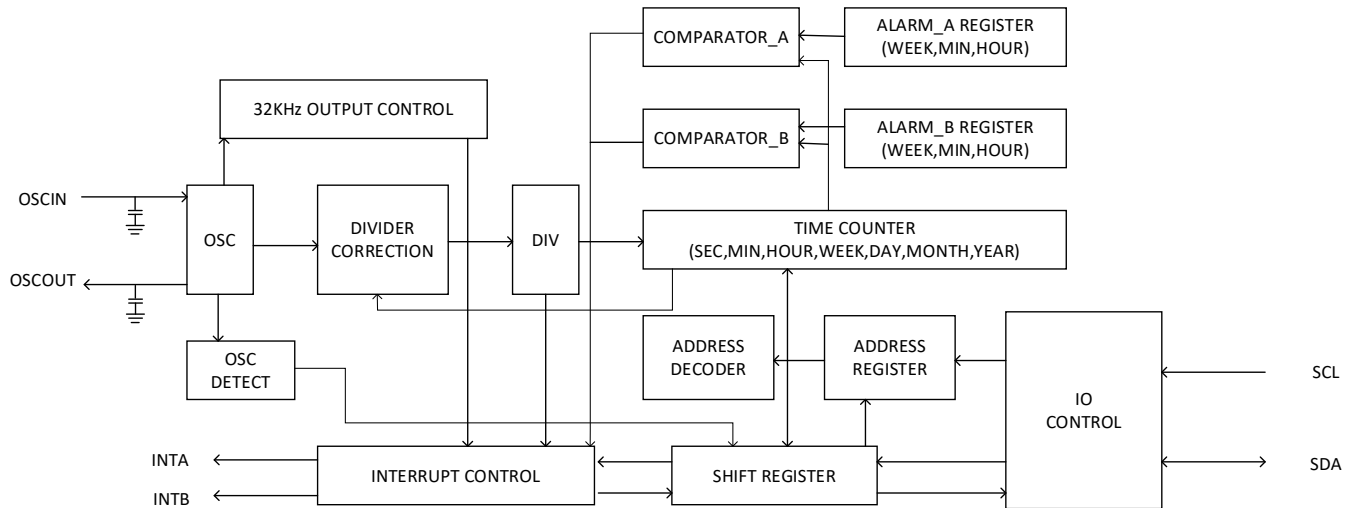 COMPARATOR_A
ALARM_A REGISTER
(WEEK,MIN,HOUR)
32KHz OUTPUT CONTROL
COMPARATOR_B
ALARM_B REGISTER
(WEEK,MIN,HOUR)
OSCIN
OSC
DIVIDER
CORRECTION
DIV
TIME COUNTER
(SEC,MIN,HOUR,WEEK,DAY,MONTH,YEAR)
OSCOUT
OSC
DETECT
ADDRESS
DECODER
ADDRESS
REGISTER
IO
CONTROL
SCL
INTA
INTERRUPT CONTROL
SHIFT REGISTER
SDA
INTB